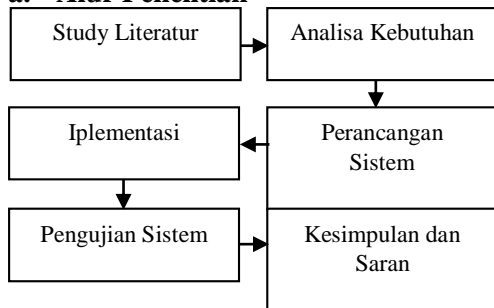 a. Alur Penelitian
Study Literatur
Analisa Kebutuhan
Perancangan
Sistem
Iplementasi
Pengujian Sistem
Kesimpulan dan
Saran